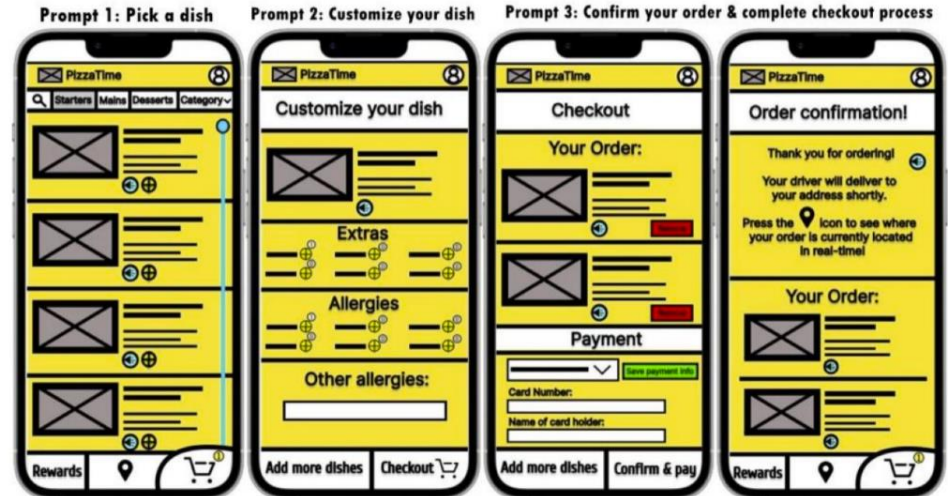 Prompt 1: Pick a dish
PizzaTime
Starters Mains Desserts Category
Rewards
Prompt 2: Customize your dish
PizzaTime
Customize your dish
Extras
Allergies
Other allergies:
Add more dishes Checkout
Prompt 3: Confirm your order & complete checkout process
PizzaTime
Checkout
Your Order:
Payment
Save payment info
Card Number:
Name of card holder:
Add more dishes Confirm & pay
PizzaTime
Order confirmation!
Thank you for ordering!
Your driver will deliver to
your address shortly.
Press the icon to see where
your order is currently located
in real-time!
Your Order:
Rewards